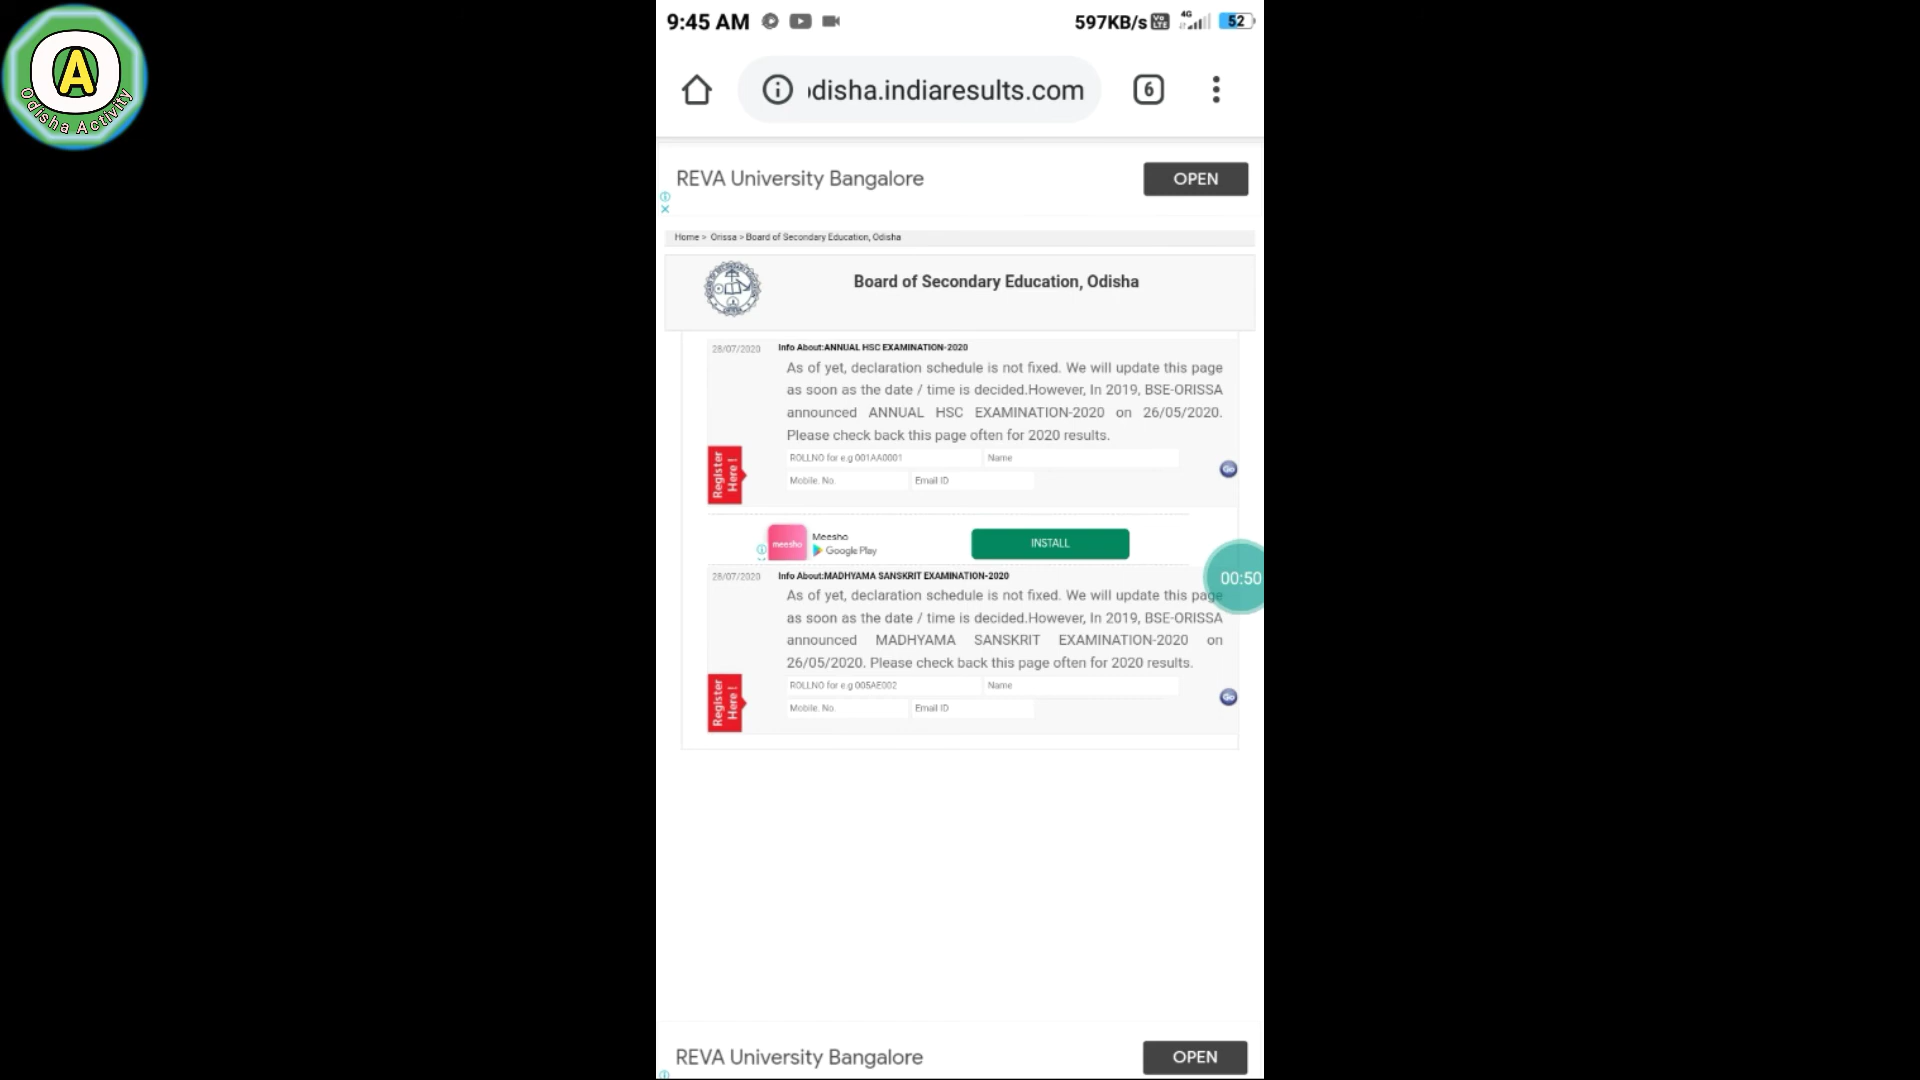 A
Odisha Activity
9:45 AM
597KB/s
Vo
LTE
4G
52
odisha.indiaresults.com
6
REVA University Bangalore
OPEN
Home > Orissa > Board of Secondary Education, Odisha
Board of Secondary Education, Odisha
28/07/2020
Info About:ANNUAL HSC EXAMINATION-2020
As of yet, declaration schedule is not fixed. We will update this page
as soon as the date / time is decided.However, In 2019, BSE-ORISSA
announced ANNUAL HSC EXAMINATION-2020 on 26/05/2020.
Please check back this page often for 2020 results.
Register
Here !
ROLLNO for e.g 001AA0001
Name
Go
Mobile. No.
Email ID
meesho
Meesho
Google Play
INSTALL
28/07/2020
Info About:MADHYAMA SANSKRIT EXAMINATION-2020
00:50
As of yet, declaration schedule is not fixed. We will update this page
as soon as the date / time is decided.However, In 2019, BSE-ORISSA
announced MADHYAMA SANSKRIT EXAMINATION-2020 on
26/05/2020. Please check back this page often for 2020 results.
Register
Here !
ROLLNO for e.g 005AE002
Name
Go
Mobile. No.
Email ID
REVA University Bangalore
OPEN